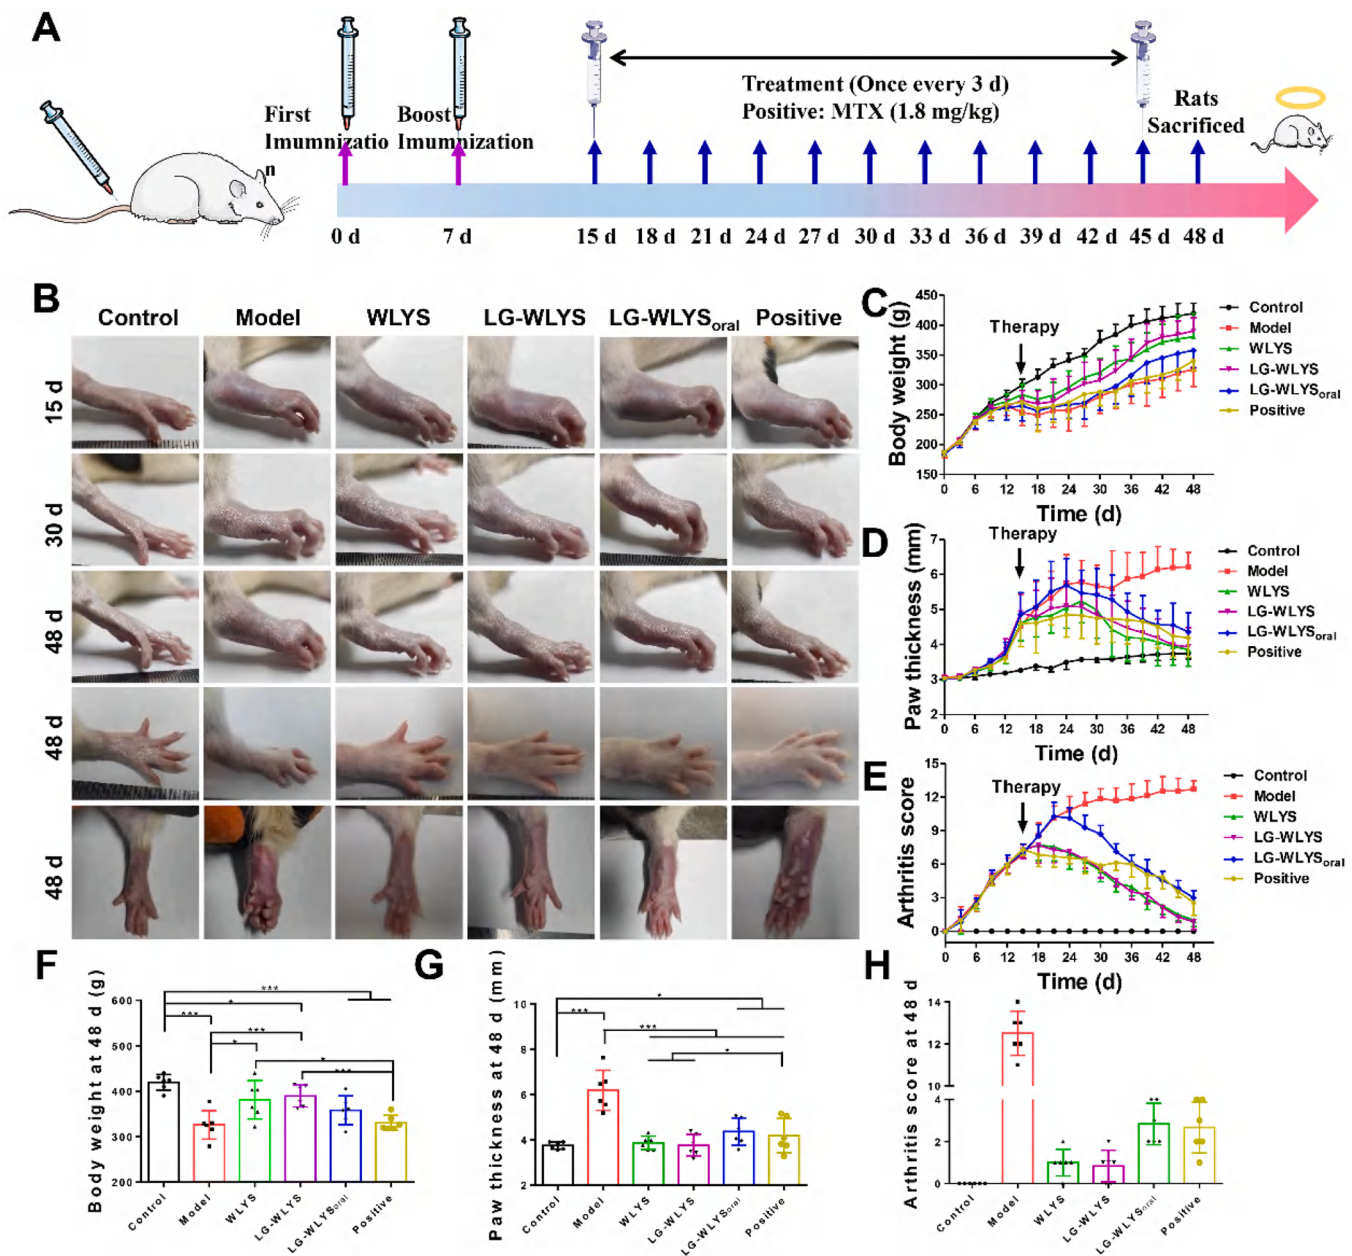 A
First
Imumnizatio
n
Boost
Imumnization
Treatment (Once every 3 d)
Positive: MTX (1.8 mg/kg)
Rats
Sacrificed
0 d 7 d 15 d 18 d 21 d 24 d 27 d 30 d 33 d 36 d 39 d 42 d 45 d 48 d
B
Control Model WLYS LG-WLYS LG-WLYSoral Positive
15 d
30 d
48 d
48 d
48 d
C
Body weight (g)
450
400
350
300
250
200
150
Therapy
0 6 12 18 24 30 36 42 48
Time (d)
Control
Model
WLYS
LG-WLYS
LG-WLYSoral
Positive
D
Paw thickness (mm)
7
6
5
4
3
2
Therapy
0 6 12 18 24 30 36 42 48
Time (d)
Control
Model
WLYS
LG-WLYS
LG-WLYSoral
Positive
E
Arthritis score
15
12
9
6
3
0
Therapy
0 6 12 18 24 30 36 42 48
Time (d)
Control
Model
WLYS
LG-WLYS
LG-WLYSoral
Positive
F
Body weight at 48 d (g)
600
500
400
300
200
***
*
***
***
*
*
***
Control Model WLYS LG-WLYS LG-WLYSoral Positive
G
Paw thickness at 48 d (mm)
10
8
6
4
2
*
***
***
*
Control Model WLYS LG-WLYS LG-WLYSoral Positive
H
Arthritis score at 48 d
14
12
10
4
2
0
Control Model WLYS LG-WLYS LG-WLYSoral Positive